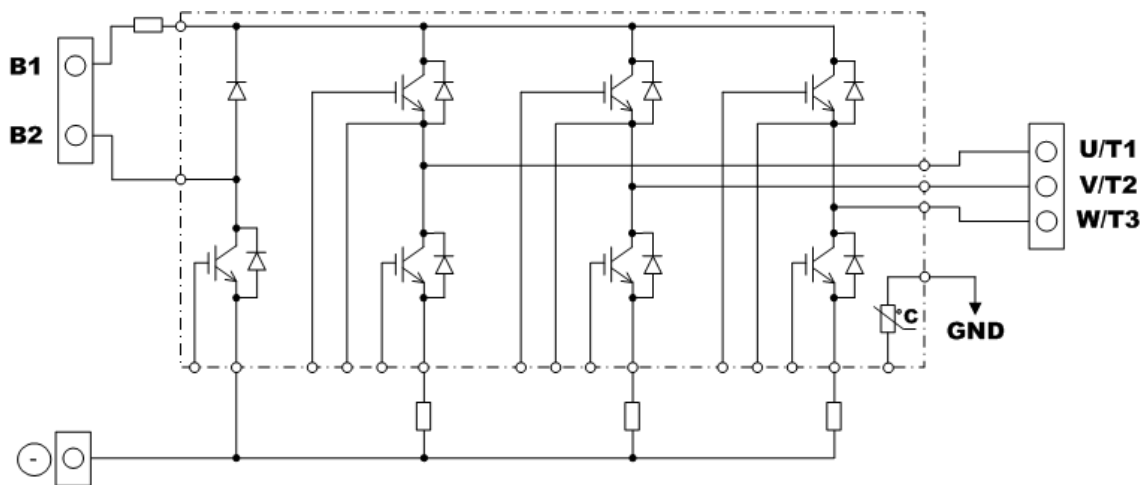 B1
B2
U/T1
V/T2
W/T3
°C
GND
-